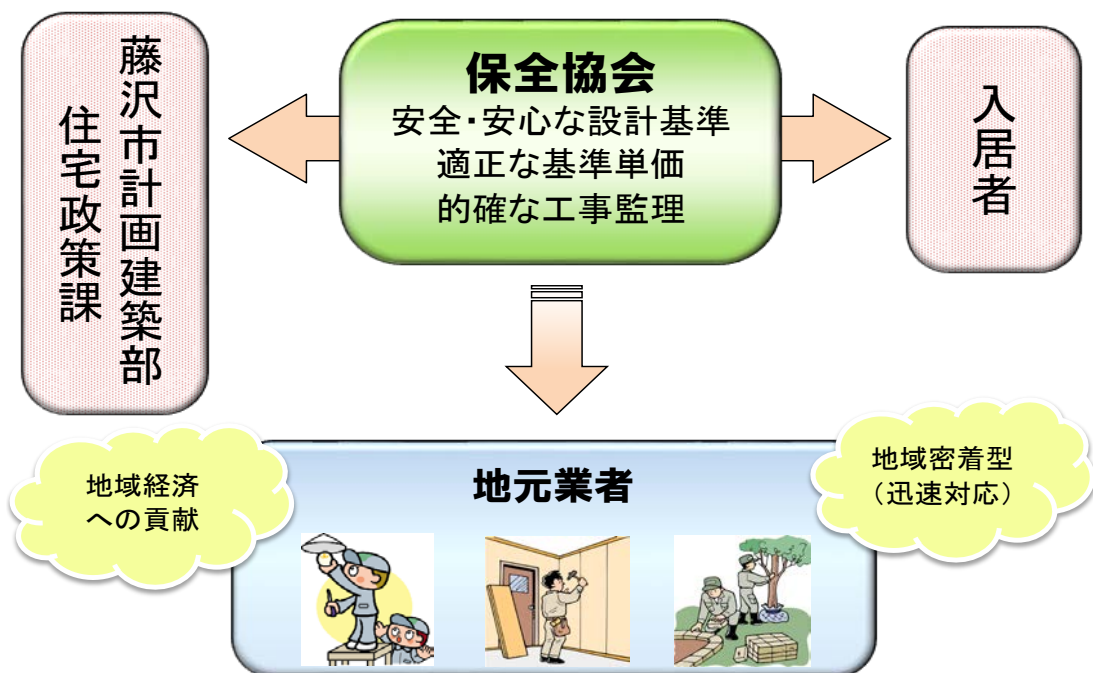 藤沢市計画建築部
住宅政策課
保全協会
安全・安心な設計基準
適正な基準単価
的確な工事監理
入居者
地域経済
への貢献
地元業者
地域密着型
（迅速対応）